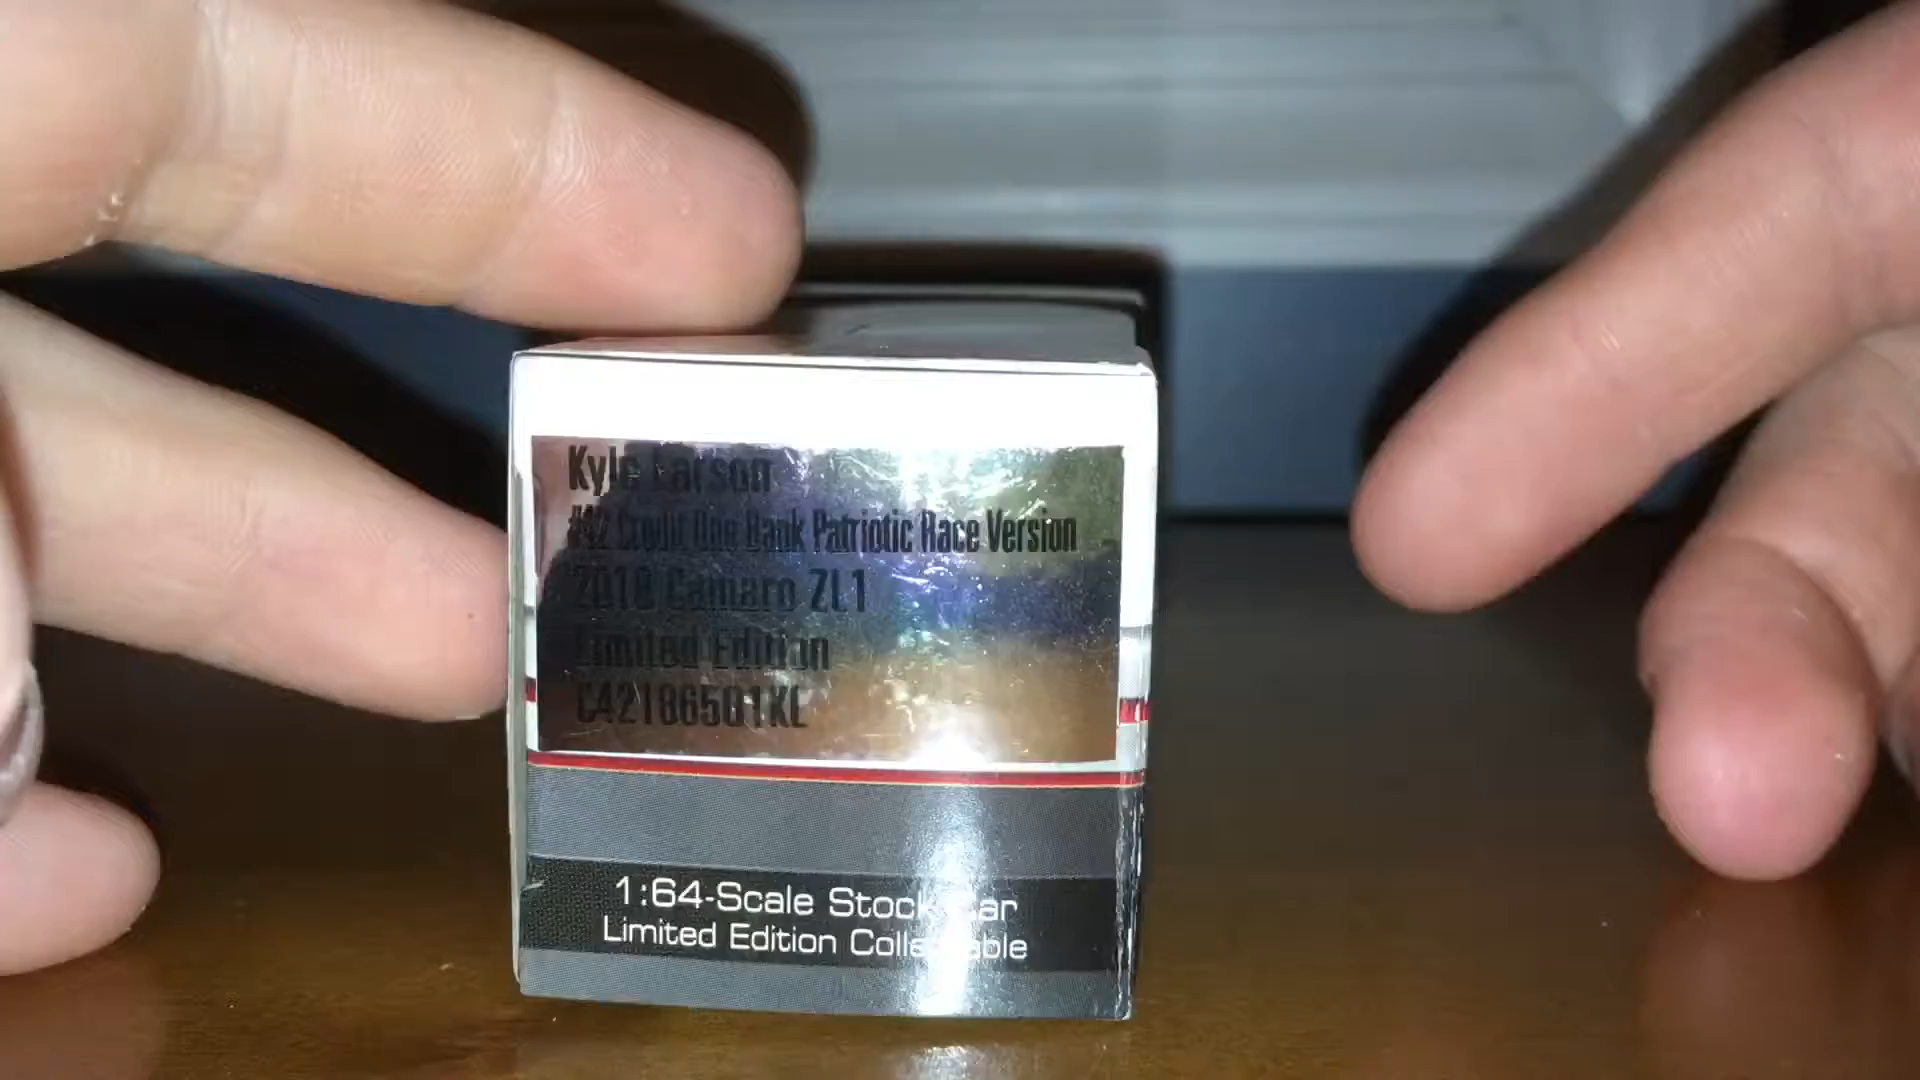 Kyle Larson
#42 Credit One Bank Patriotic Race Version
2018 Camaro ZL1
Limited Edition
C42186501KL
1:64-Scale Stock Car
Limited Edition Collectable